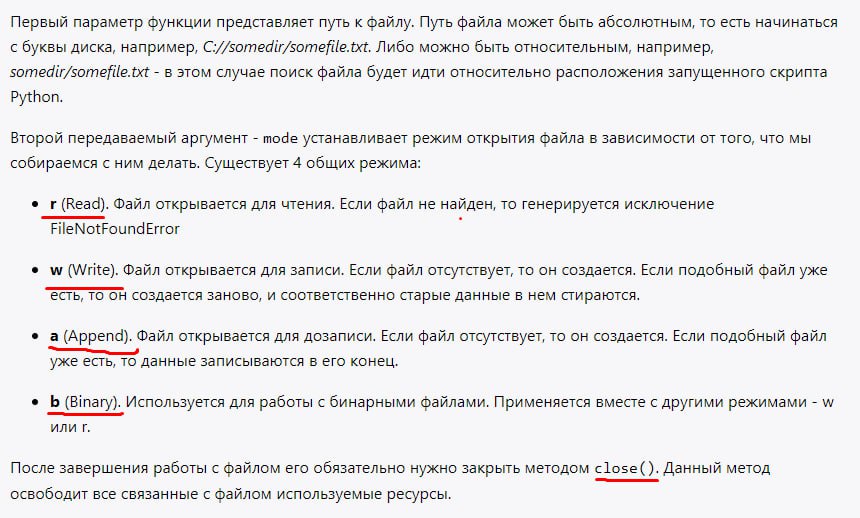 Первый параметр функции представляет путь к файлу. Путь файла может быть абсолютным, то есть начинаться
с буквы диска, например, C://somedir/somefile.txt. Либо можно быть относительным, например,
somedir/somefile.txt - в этом случае поиск файла будет идти относительно расположения запущенного скрипта
Python.
Второй передаваемый аргумент - mode устанавливает режим открытия файла в зависимости от того, что мы
собираемся с ним делать. Существует 4 общих режима:
• r (Read). Файл открывается для чтения. Если файл не найден, то генерируется исключение
FileNotFoundError
• w (Write). Файл открывается для записи. Если файл отсутствует, то он создается. Если подобный файл уже
есть, то он создается заново, и соответственно старые данные в нем стираются.
• a (Append). Файл открывается для дозаписи. Если файл отсутствует, то он создается. Если подобный файл
уже есть, то данные записываются в его конец.
• b (Binary). Используется для работы с бинарными файлами. Применяется вместе с другими режимами - w
или r.
После завершения работы с файлом его обязательно нужно закрыть методом close(). Данный метод
освободит все связанные с файлом используемые ресурсы.